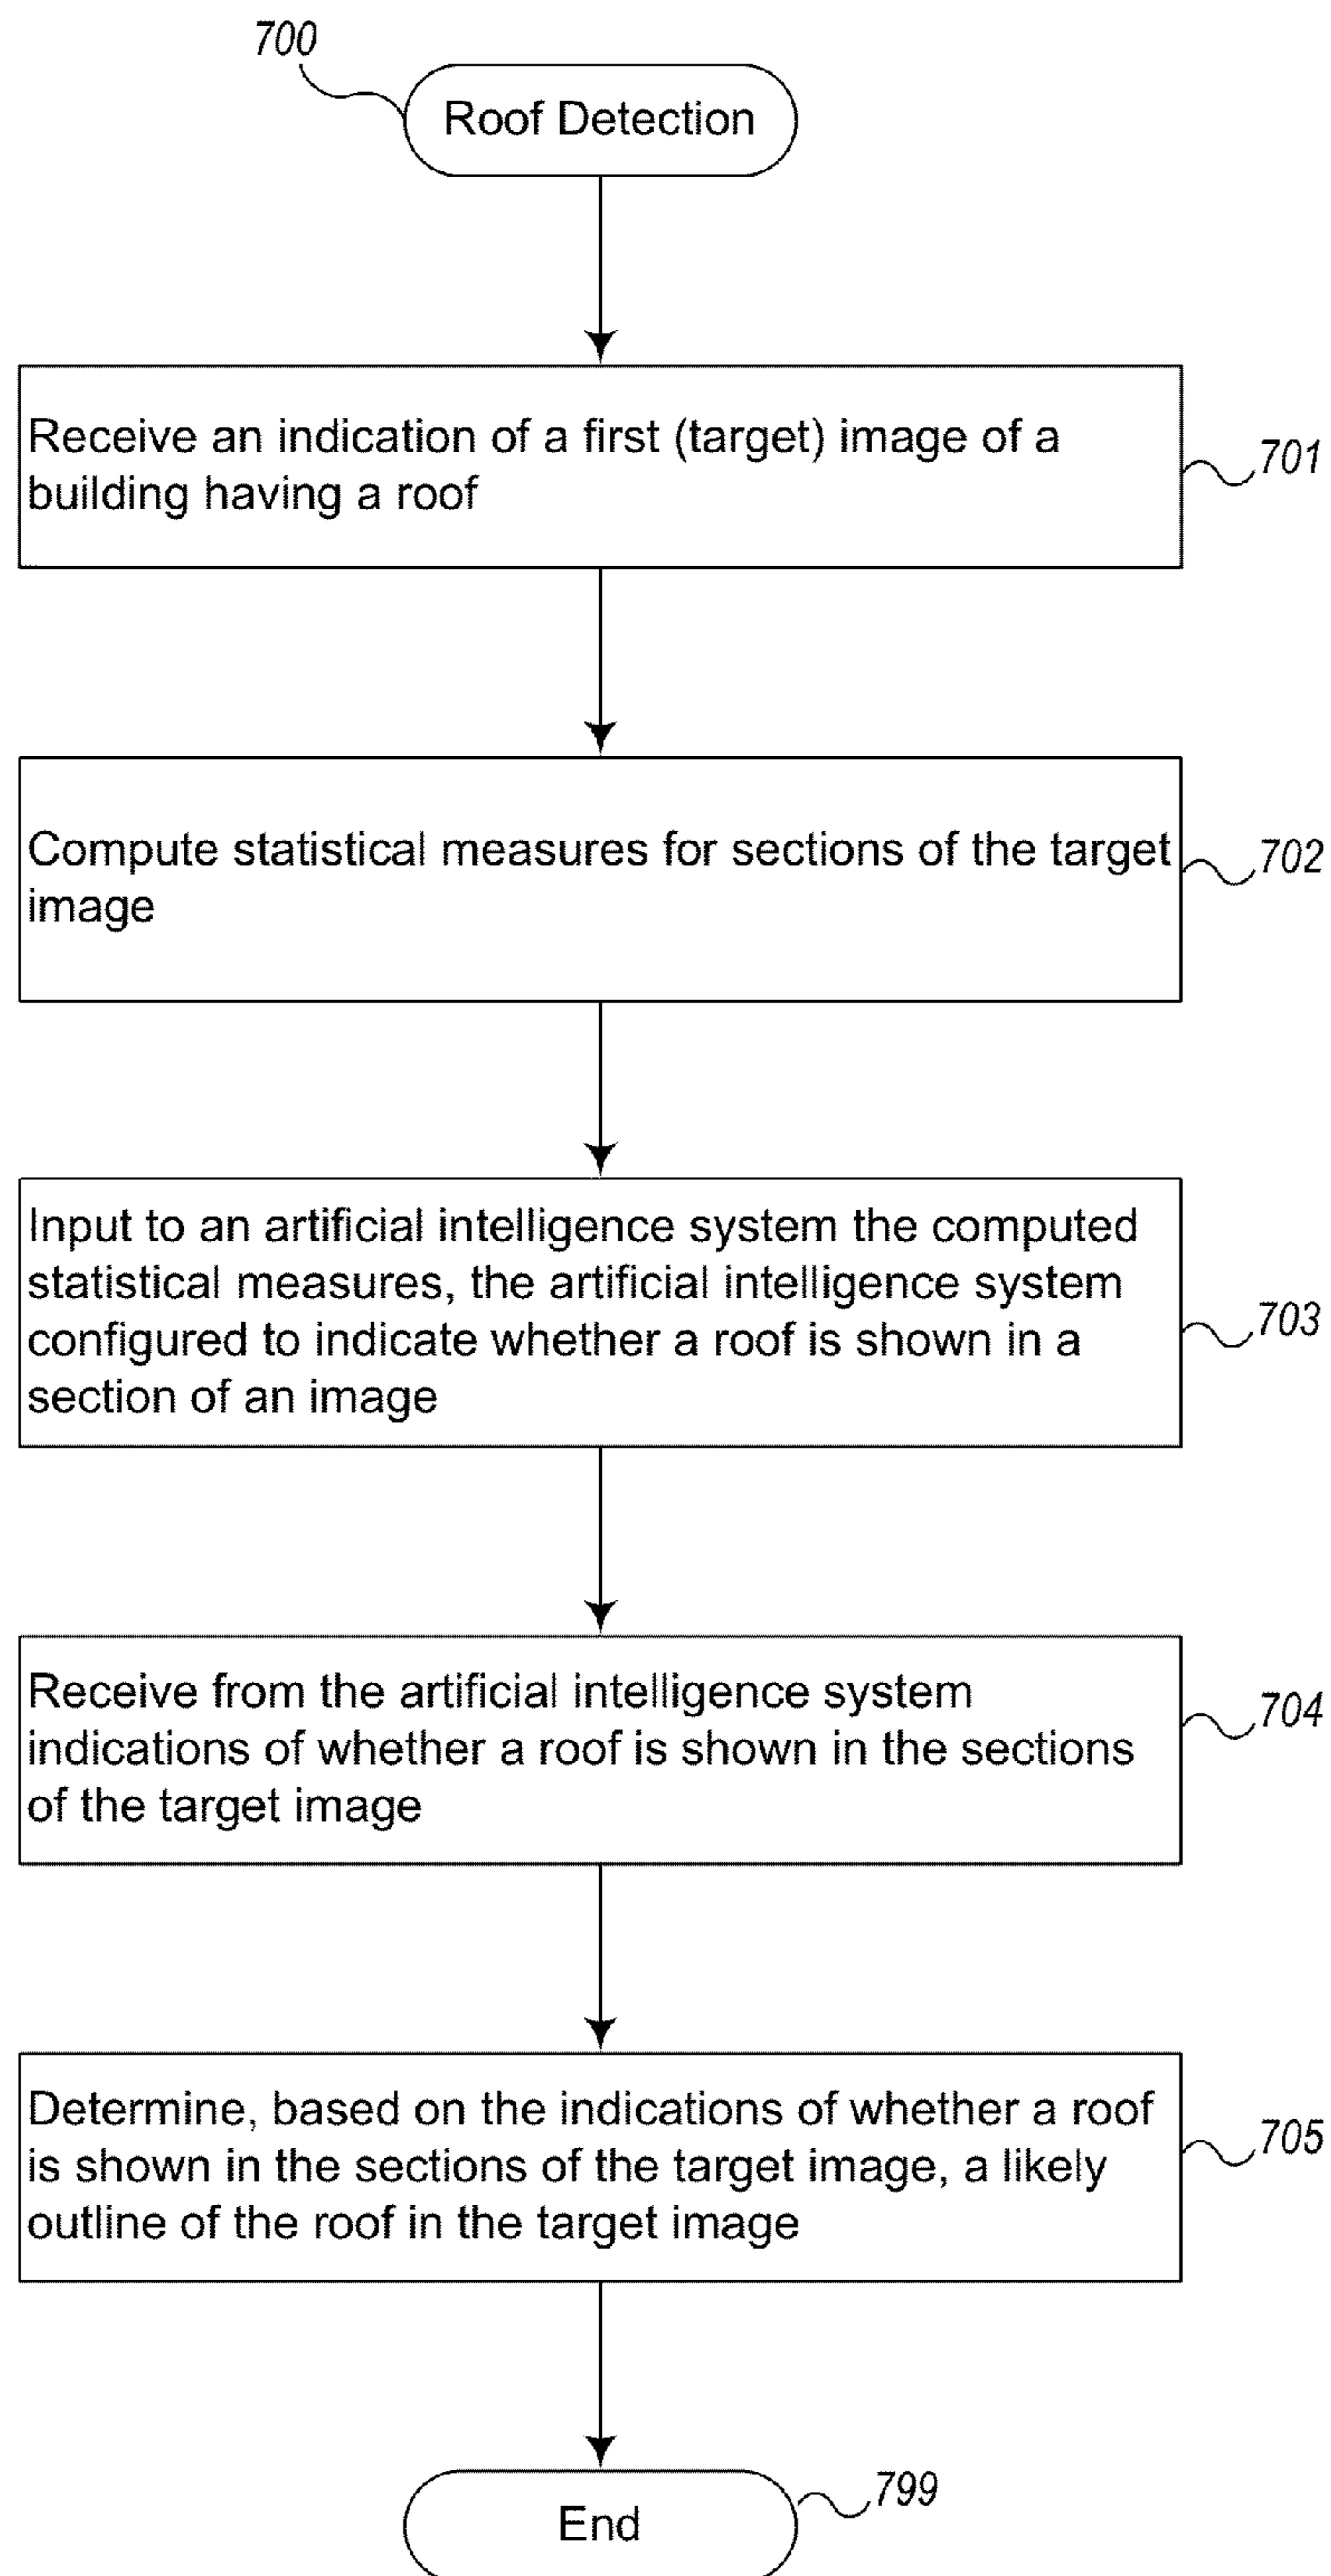 700
Roof Detection
Receive an indication of a first (target) image of a
building having a roof
701
Compute statistical measures for sections of the target
image
702
Input to an artificial intelligence system the computed
statistical measures, the artificial intelligence system
configured to indicate whether a roof is shown in a
section of an image
703
Receive from the artificial intelligence system
indications of whether a roof is shown in the sections
of the target image
704
Determine, based on the indications of whether a roof
is shown in the sections of the target image, a likely
outline of the roof in the target image
705
End
799